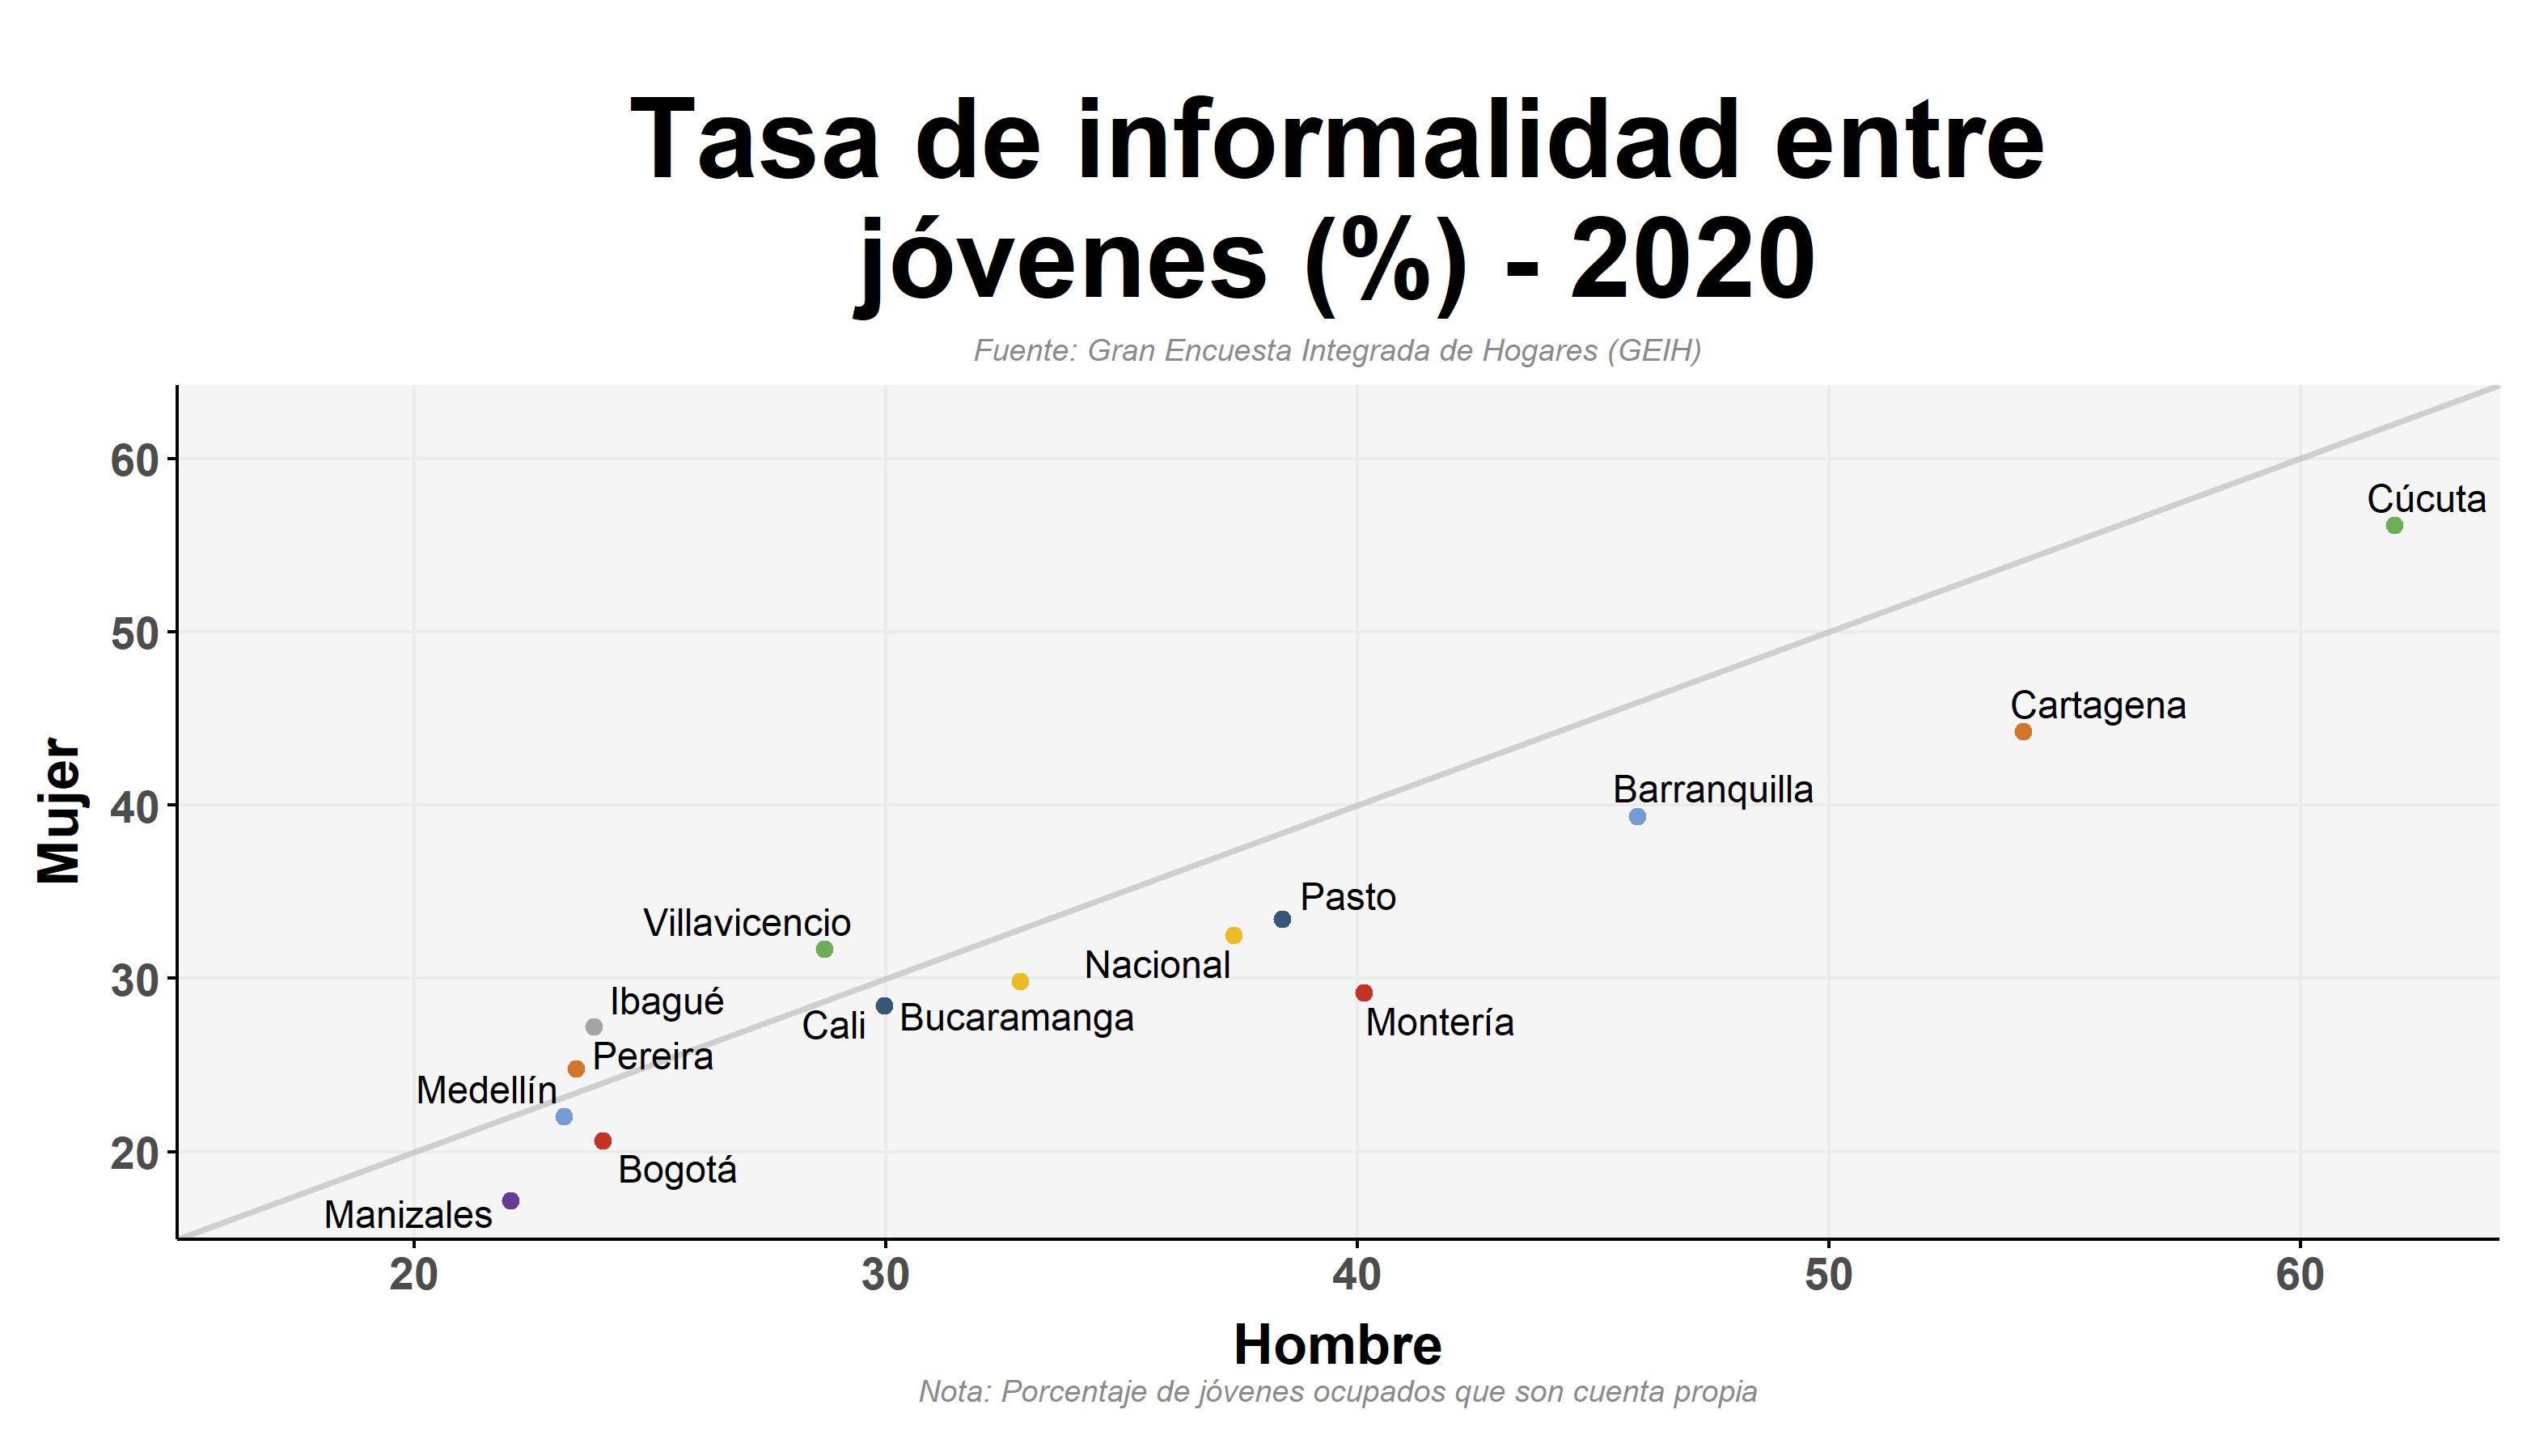 Tasa de informalidad entre
jóvenes (%) - 2020
Fuente: Gran Encuesta Integrada de Hogares (GEIH)
60
50
40
30
20
Mujer
Cúcuta
Cartagena
Barranquilla
Pasto
Villavicencio
Nacional
Ibagué
Bucaramanga
Cali
Montería
Pereira
Medellín
Bogotá
Manizales
20 30 40 50 60
Hombre
Nota: Porcentaje de jóvenes ocupados que son cuenta propia